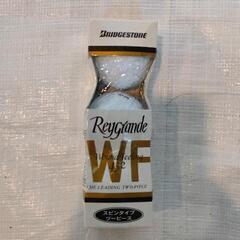 BRIDGESTONE
Reygrande
WF
THE LEADING TWO-PIECE
スピンタイプ
ツーピース